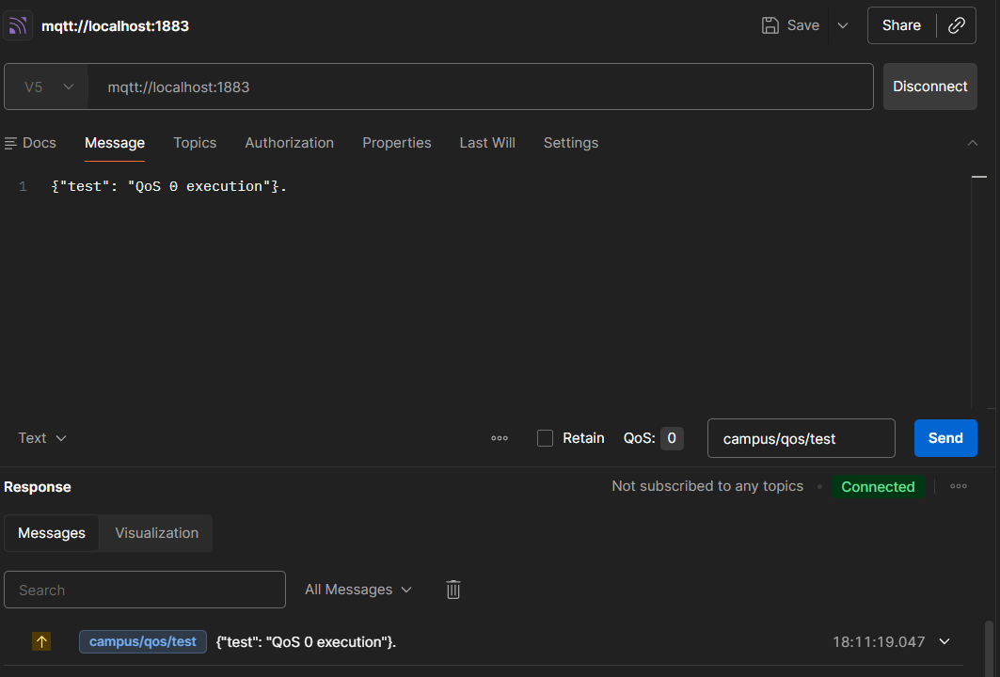 mqtt://localhost:1883 Save Share
V5 mqtt://localhost:1883 Disconnect
Docs Message Topics Authorization Properties Last Will Settings
1 {"test": "QoS 0 execution"}.
Text Retain QoS: 0 campus/qos/test Send
Response Not subscribed to any topics Connected
Messages Visualization
Search All Messages
campus/qos/test {"test": "QoS 0 execution"}. 18:11:19.047